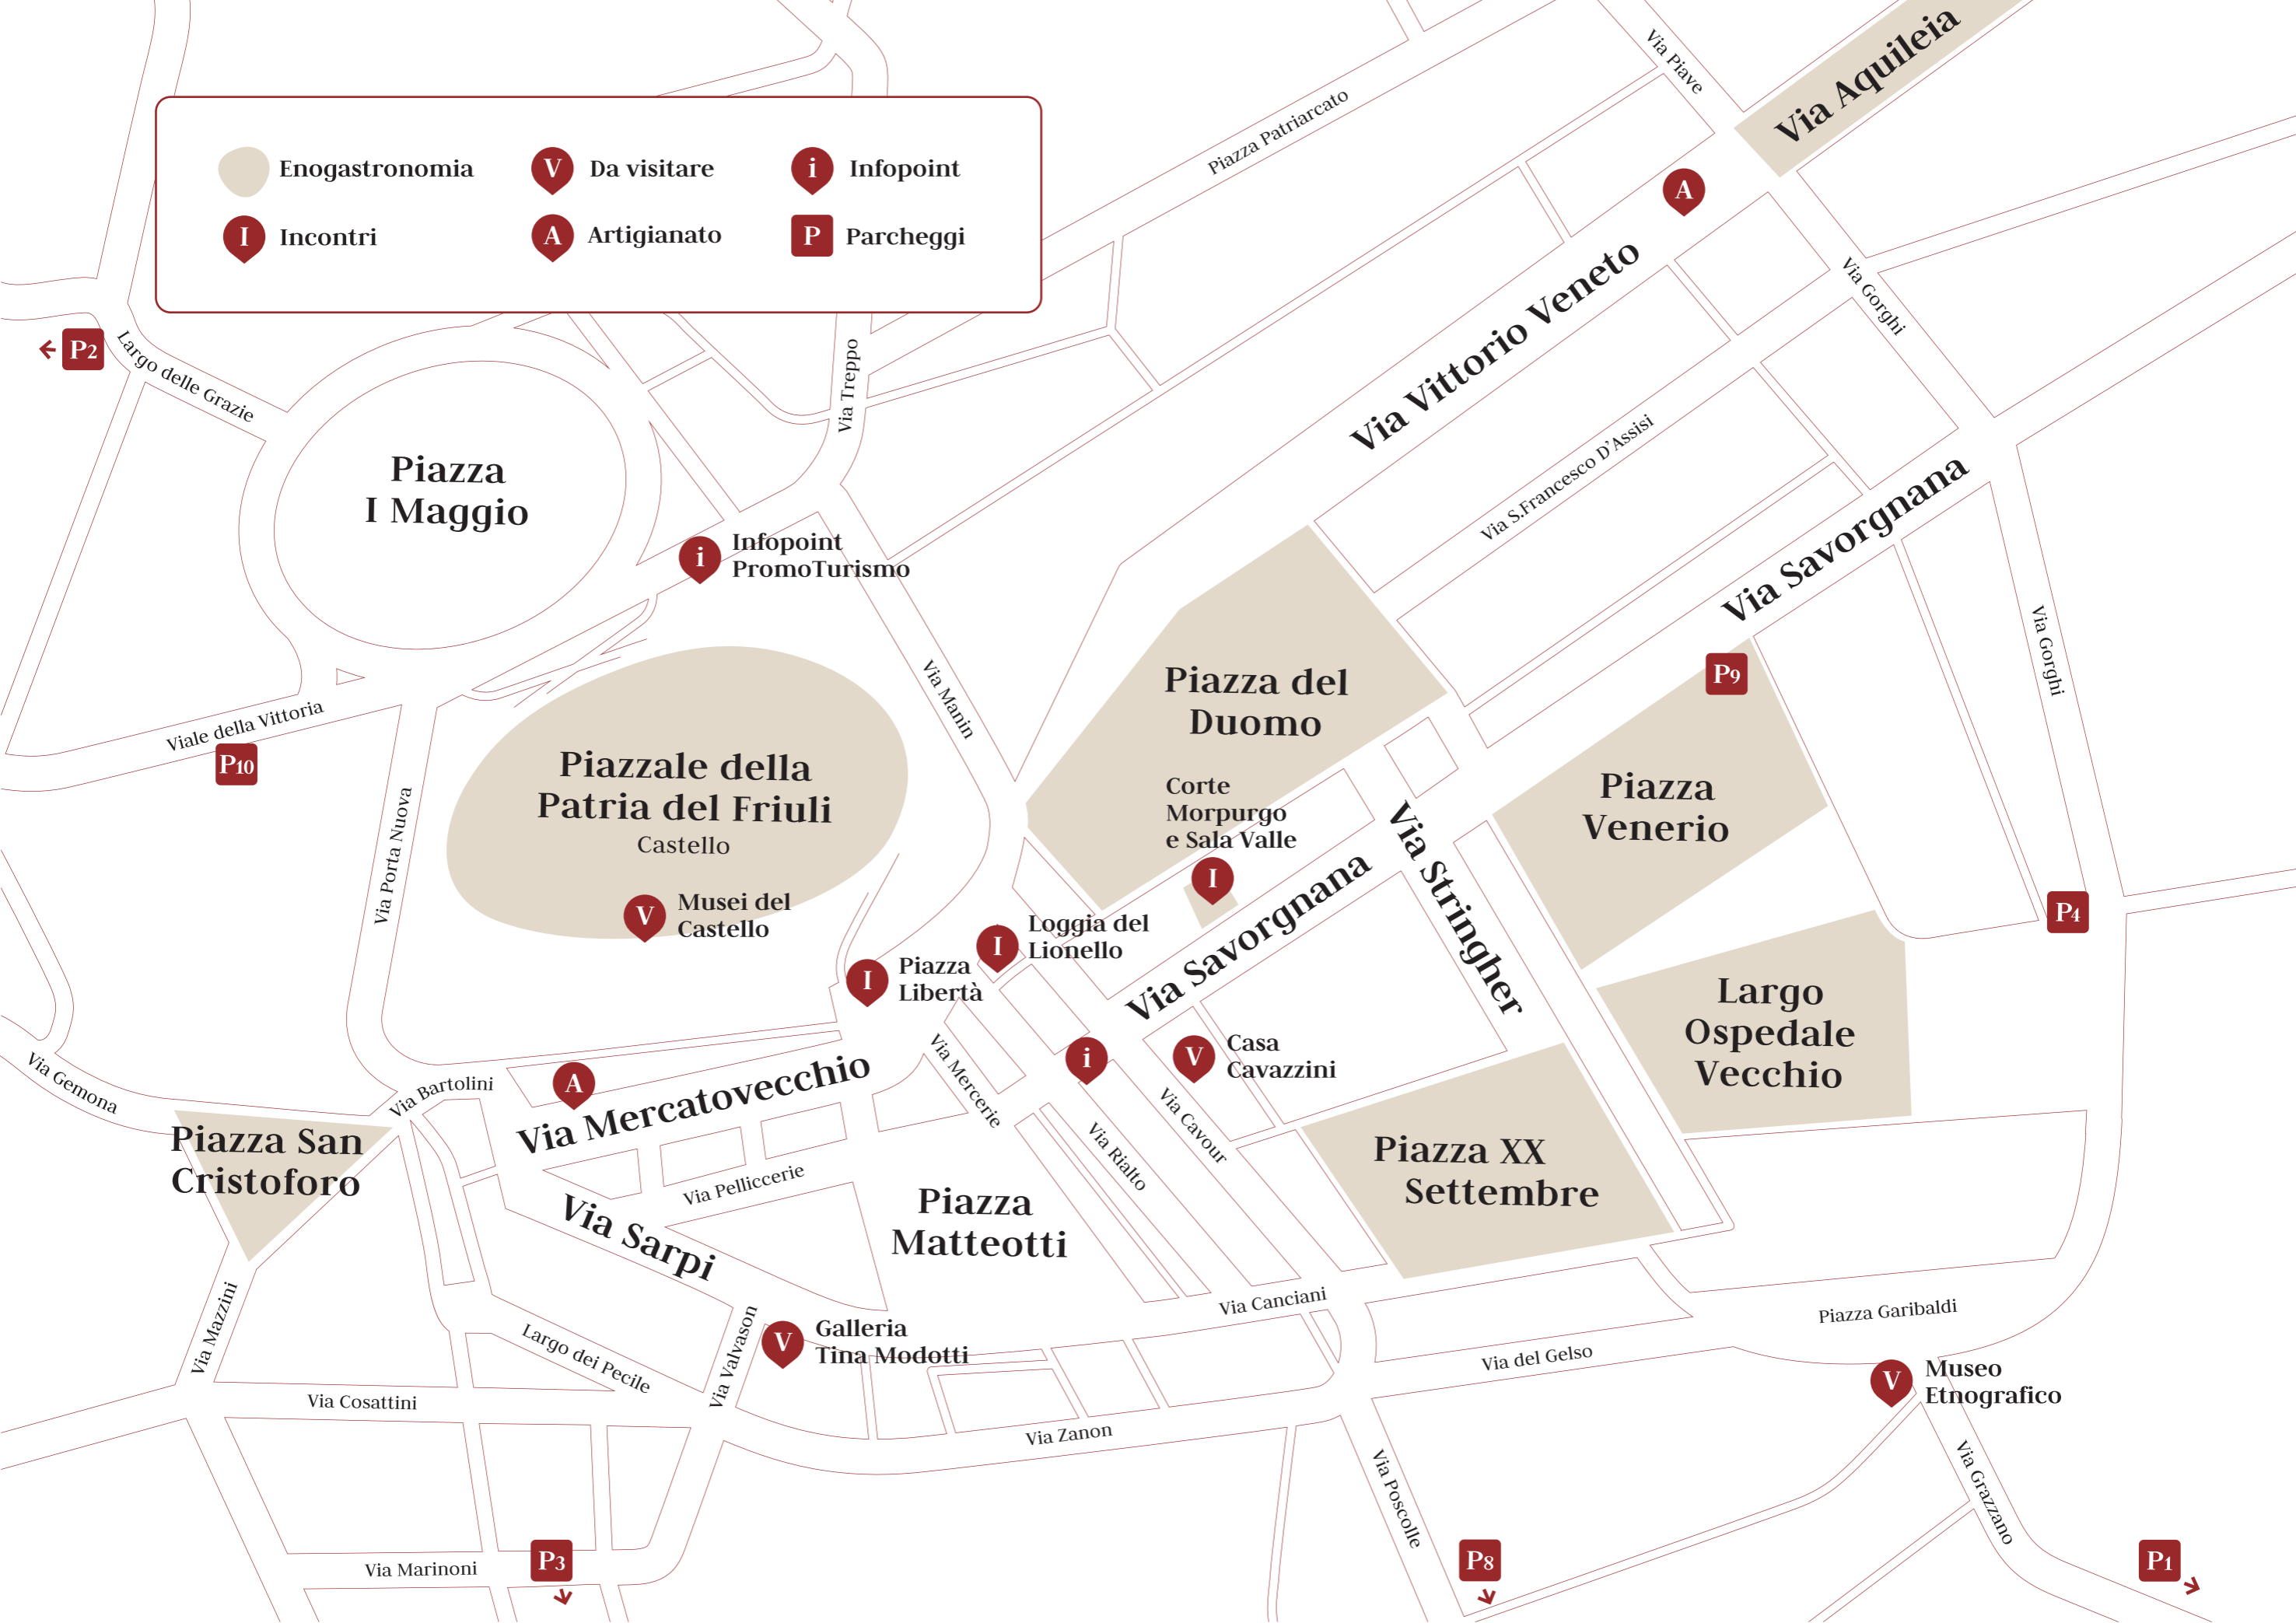 Enogastronomia
V Da visitare
i Infopoint
I Incontri
A Artigianato
P Parcheggi
Via Piave
Via Aquileia
Piazza Patriarcato
A
P2
Largo delle Grazie
Via Treppo
Via Vittorio Veneto
Via Gorghi
Piazza
I Maggio
Via S.Francesco D'Assisi
Via Savorgnana
i
Infopoint
PromoTurismo
Via Gorghi
Via Manin
Piazza del
Duomo
P9
Viale della Vittoria
P10
Piazzale della
Patria del Friuli
Castello
Via Porta Nuova
Corte
Morpurgo
e Sala Valle
I
Piazza
Venerio
Via Stringher
V
Musei del
Castello
I
Loggia del
Lionello
Via Savorgnana
P4
I
Piazza
Libertà
Largo
Ospedale
Vecchio
Via Gemona
Via Bartolini
A
Via Mercatovecchio
Via Mercerie
i
V
Casa
Cavazzini
Via Cavour
Via Rialto
Piazza San
Cristoforo
Via Pelliccerie
Via Sarpi
Piazza
Matteotti
Piazza XX
Settembre
Via Mazzini
Largo dei Pecile
Via Valvason
V
Galleria
Tina Modotti
Via Canciani
Piazza Garibaldi
Via del Gelso
V
Museo
Etnografico
Via Cosattini
Via Zanon
Via Poscolle
Via Grazzano
Via Marinoni
P3
P8
P1